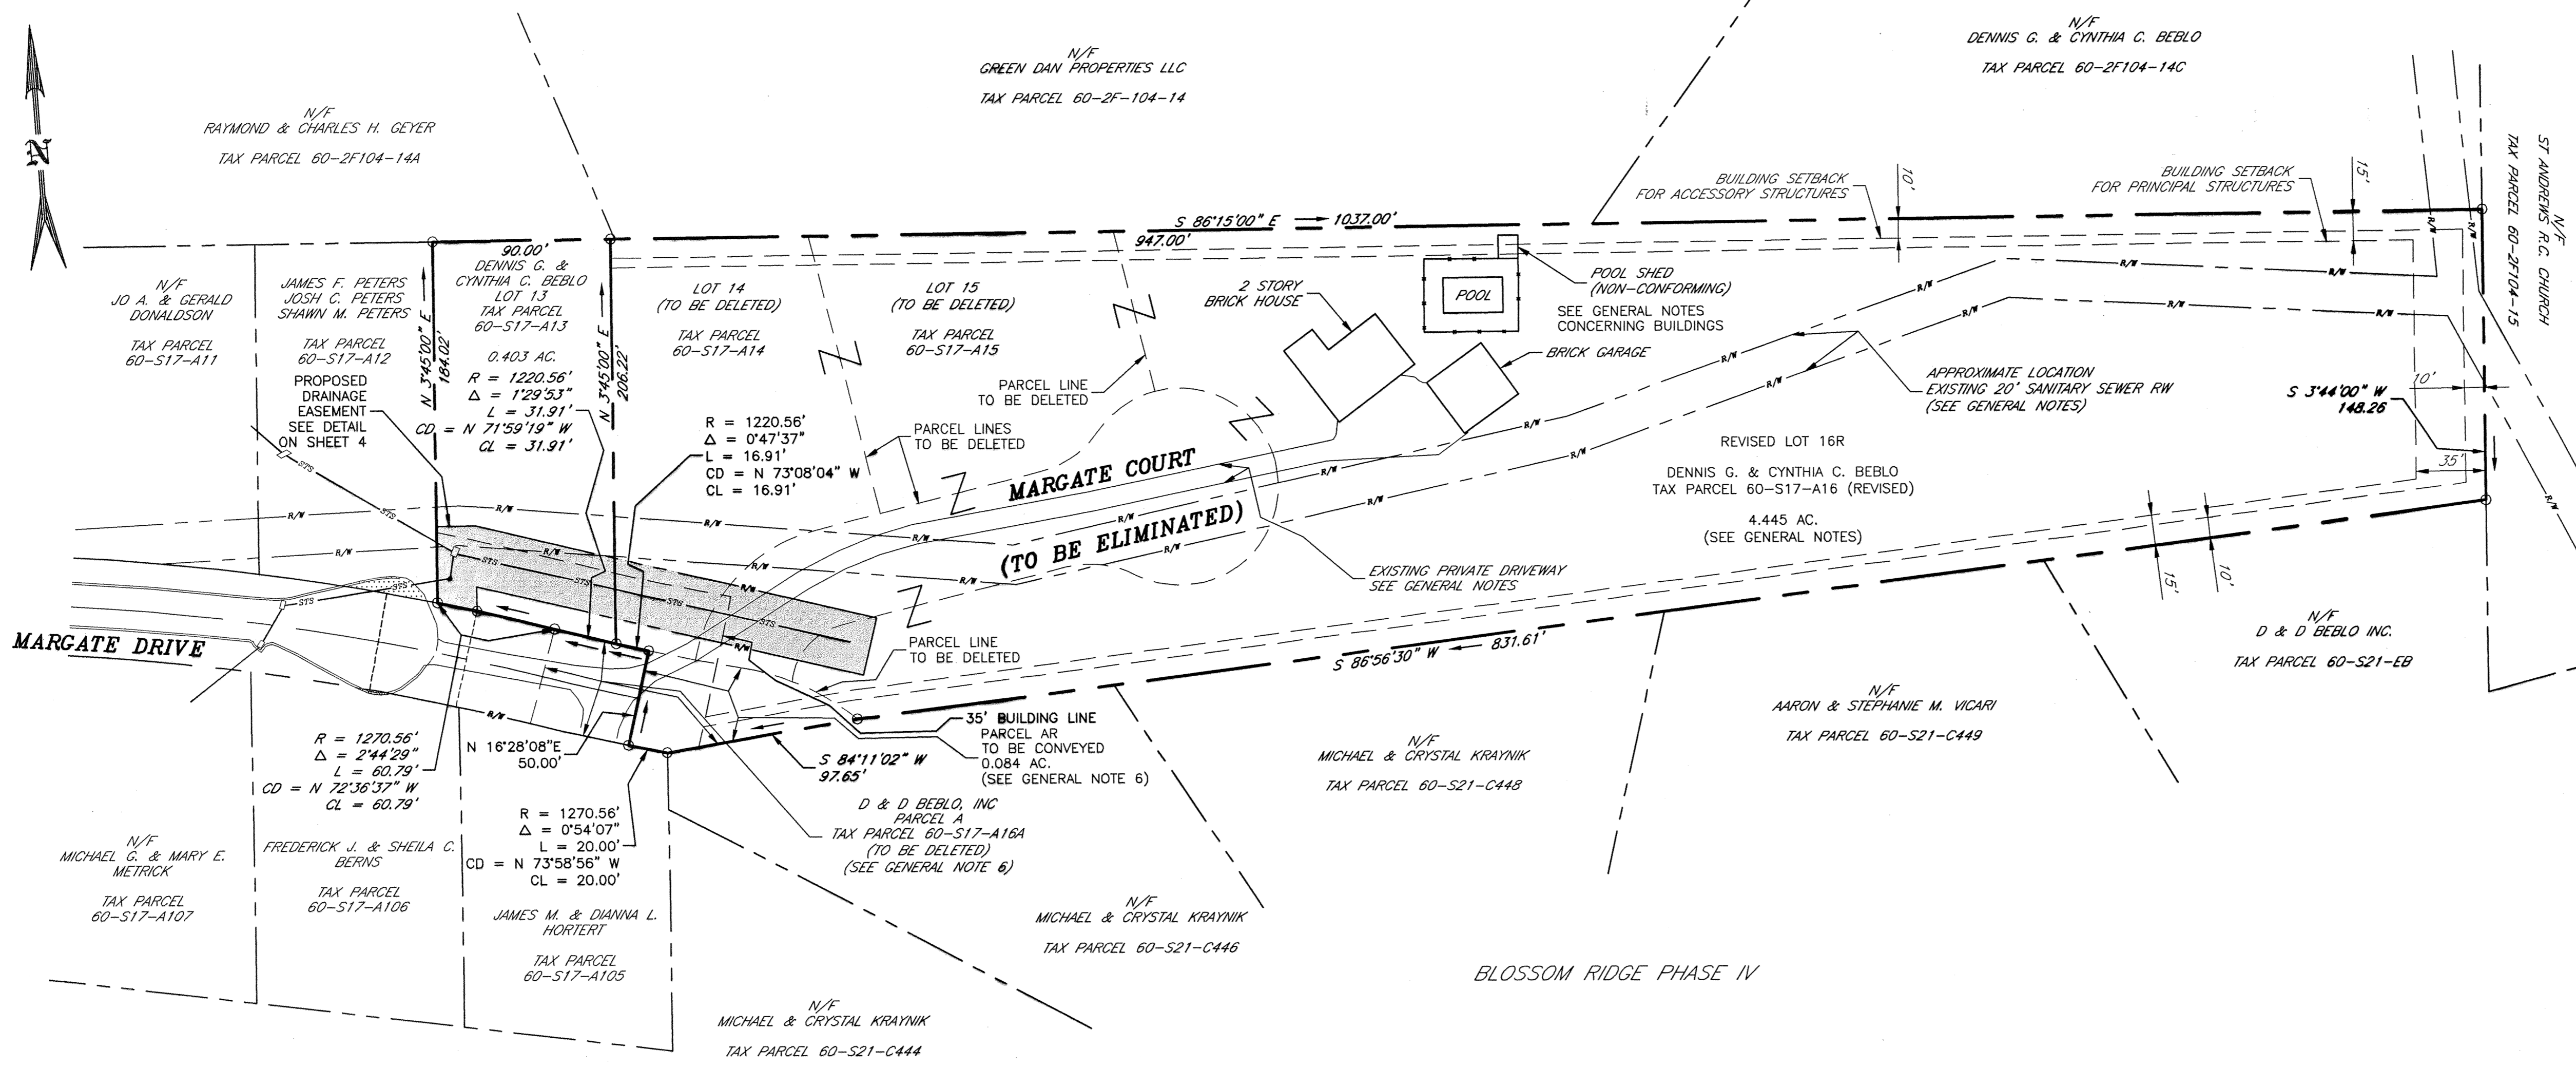 N/F
DENNIS G. & CYNTHIA C. BEBLO
TAX PARCEL 60-2F104-14C
N/F
GREEN DAN PROPERTIES LLC
TAX PARCEL 60-2F-104-14
N/F
RAYMOND & CHARLES H. GEYER
TAX PARCEL 60-2F104-14A
N
N/F
ST ANDREWS R.C. CHURCH
TAX PARCEL 60-2F104-15
BUILDING SETBACK
FOR ACCESSORY STRUCTURES
10'
BUILDING SETBACK
FOR PRINCIPAL STRUCTURES
15'
S 86°15'00" E 1037.00'
947.00'
90.00'
N/F
JO A. & GERALD
DONALDSON
TAX PARCEL
60-S17-A11
JAMES F. PETERS
JOSH C. PETERS
SHAWN M. PETERS
TAX PARCEL
60-S17-A12
N 3°45'00" E
184.02'
DENNIS G. &
CYNTHIA C. BEBLO
LOT 13
TAX PARCEL
60-S17-A13
0.403 AC.
R = 1220.56'
Δ = 1°29'53"
L = 31.91'
CD = N 71°59'19" W
CL = 31.91'
N 3°45'00" E
206.22'
LOT 14
(TO BE DELETED)
TAX PARCEL
60-S17-A14
LOT 15
(TO BE DELETED)
TAX PARCEL
60-S17-A15
2 STORY
BRICK HOUSE
POOL
POOL SHED
(NON-CONFORMING)
SEE GENERAL NOTES
CONCERNING BUILDINGS
BRICK GARAGE
PARCEL LINE
TO BE DELETED
PARCEL LINES
TO BE DELETED
APPROXIMATE LOCATION
EXISTING 20' SANITARY SEWER RW
(SEE GENERAL NOTES)
S 3°44'00" W
148.26
10'
35'
PROPOSED
DRAINAGE
EASEMENT
SEE DETAIL
ON SHEET 4
R = 1220.56'
Δ = 0°47'37"
L = 16.91'
CD = N 73°08'04" W
CL = 16.91'
MARGATE COURT
(TO BE ELIMINATED)
REVISED LOT 16R
DENNIS G. & CYNTHIA C. BEBLO
TAX PARCEL 60-S17-A16 (REVISED)
4.445 AC.
(SEE GENERAL NOTES)
EXISTING PRIVATE DRIVEWAY
SEE GENERAL NOTES
15'
10'
R/W
R/W
R/W
R/W
R/W
R/W
R/W
R/W
R/W
R/W
R/W
R/W
STS
STS
STS
STS
STS
STS
MARGATE DRIVE
PARCEL LINE
TO BE DELETED
S 86°56'30" W 831.61'
N/F
D & D BEBLO INC.
TAX PARCEL 60-S21-EB
N/F
AARON & STEPHANIE M. VICARI
TAX PARCEL 60-S21-C449
N/F
MICHAEL & CRYSTAL KRAYNIK
TAX PARCEL 60-S21-C448
35' BUILDING LINE
PARCEL AR
TO BE CONVEYED
0.084 AC.
(SEE GENERAL NOTE 6)
S 84°11'02" W
97.65'
N 16°28'08"E
50.00'
R = 1270.56'
Δ = 2°44'29"
L = 60.79'
CD = N 72°36'37" W
CL = 60.79'
R = 1270.56'
Δ = 0°54'07"
L = 20.00'
CD = N 73°58'56" W
CL = 20.00'
D & D BEBLO, INC
PARCEL A
TAX PARCEL 60-S17-A16A
(TO BE DELETED)
(SEE GENERAL NOTE 6)
N/F
MICHAEL G. & MARY E.
METRICK
TAX PARCEL
60-S17-A107
FREDERICK J. & SHEILA C.
BERNS
TAX PARCEL
60-S17-A106
JAMES M. & DIANNA L.
HORTERT
TAX PARCEL
60-S17-A105
N/F
MICHAEL & CRYSTAL KRAYNIK
TAX PARCEL 60-S21-C446
N/F
MICHAEL & CRYSTAL KRAYNIK
TAX PARCEL 60-S21-C444
BLOSSOM RIDGE PHASE IV